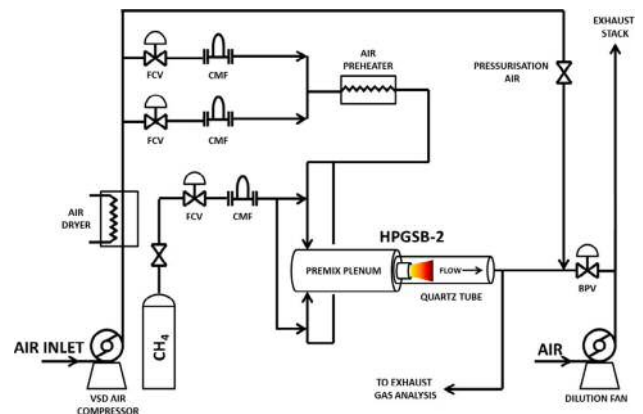 EXHAUST
STACK
AIR
PREHEATER
PRESSURISATION
AIR
FCV
CMF
FCV
CMF
AIR
DRYER
FCV
CMF
HPGSB-2
PREMIX PLENUM
FLOW
QUARTZ TUBE
BPV
CH4
AIR INLET
AIR
VSD AIR
COMPRESSOR
TO EXHAUST
GAS ANALYSIS
DILUTION FAN